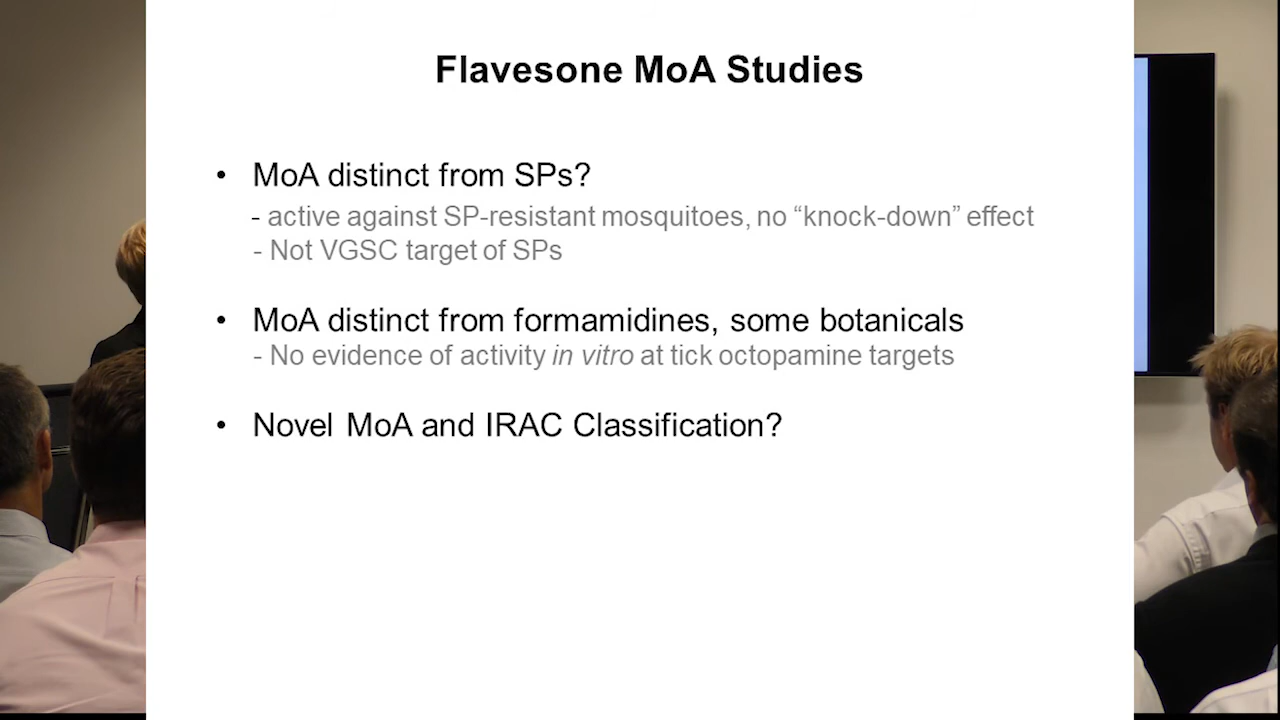 Flavesone MoA Studies
• MoA distinct from SPs?
- active against SP-resistant mosquitoes, no “knock-down” effect
- Not VGSC target of SPs
• MoA distinct from formamidines, some botanicals
- No evidence of activity in vitro at tick octopamine targets
• Novel MoA and IRAC Classification?